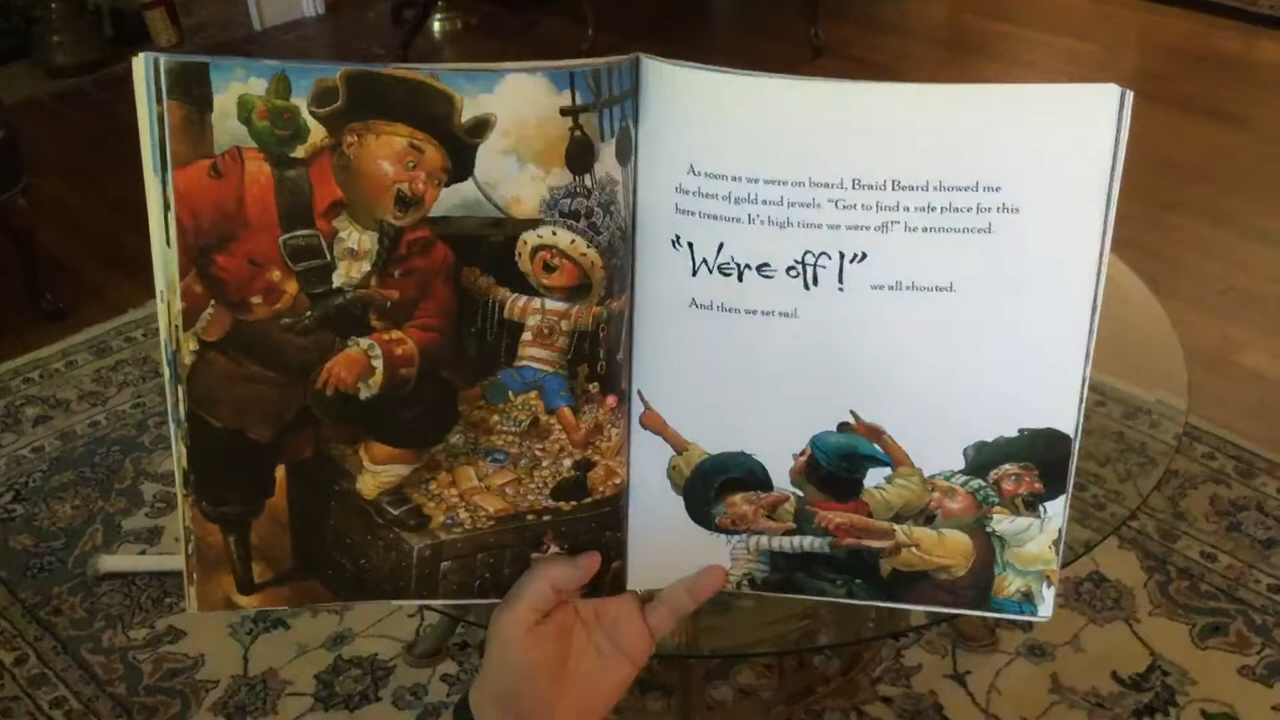 As soon as we were on board, Braid Beard showed me
the chest of gold and jewels. “Got to find a safe place for this
here treasure. It’s high time we were off!” he announced.
“We’re off!” we all shouted.
And then we set sail.